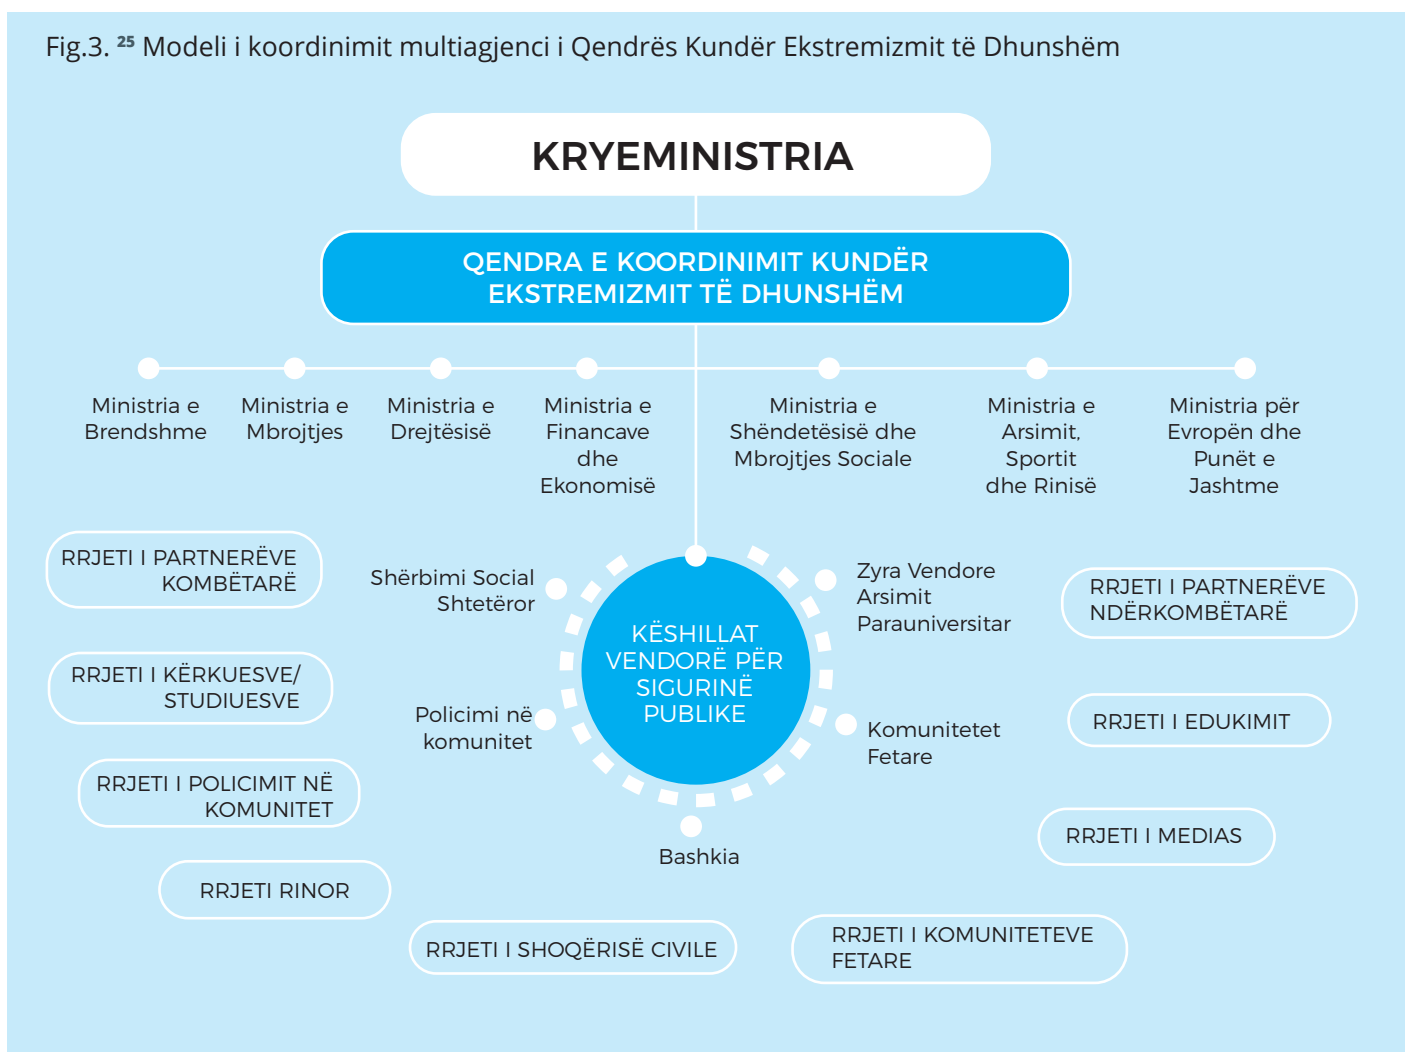 Fig.3. ²⁵ Modeli i koordinimit multiagjenci i Qendrës Kundër Ekstremizmit të Dhunshëm
KRYEMINISTRIA
QENDRA E KOORDINIMIT KUNDËR
EKSTREMIZMIT TË DHUNSHËM
Ministria e
Brendshme
Ministria e
Mbrojtjes
Ministria e
Drejtësisë
Ministria e
Financave
dhe
Ekonomisë
Ministria e
Shëndetësisë dhe
Mbrojtjes Sociale
Ministria e
Arsimit,
Sportit
dhe Rinisë
Ministria për
Evropën dhe
Punët e
Jashtme
RRJETI I PARTNERËVE
KOMBËTARË
RRJETI I KËRKUESVE/
STUDIUESVE
RRJETI I POLICIMIT NË
KOMUNITET
RRJETI RINOR
Shërbimi Social
Shtetëror
Policimi në
komunitet
KËSHILLAT
VENDORË PËR
SIGURINË
PUBLIKE
Zyra Vendore
Arsimit
Parauniversitar
Komunitetet
Fetare
Bashkia
RRJETI I PARTNERËVE
NDËRKOMBËTARË
RRJETI I EDUKIMIT
RRJETI I MEDIAS
RRJETI I SHOQËRISË CIVILE
RRJETI I KOMUNITETEVE
FETARE